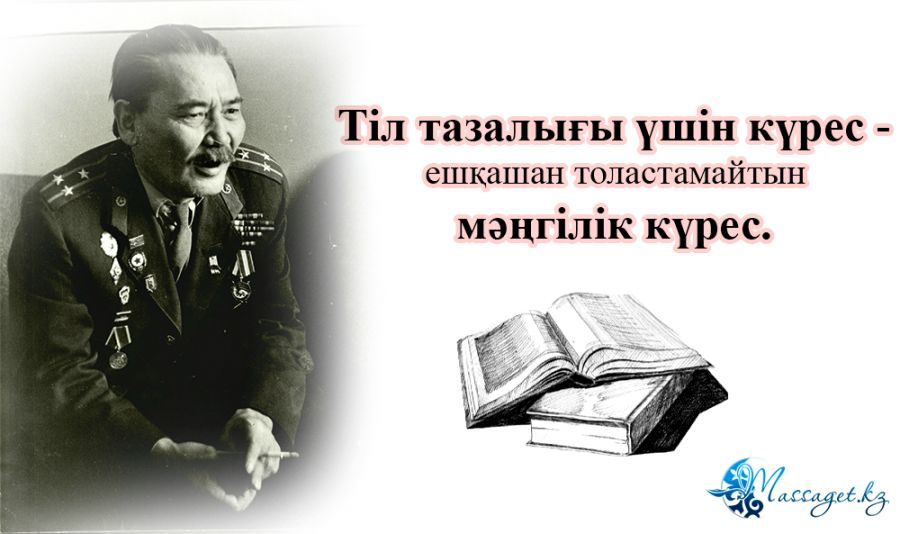 Тіл тазалығы үшін күрес -
ешқашан толастамайтын
мәңгілік күрес.
Massaget.kz